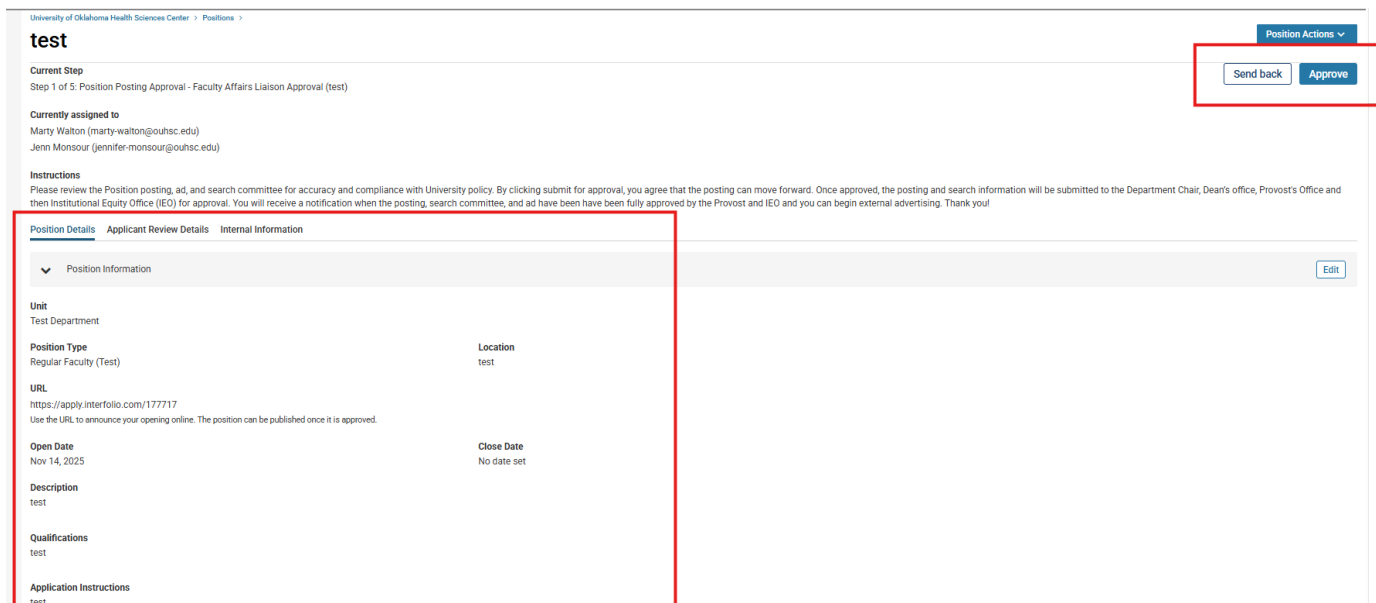 University of Oklahoma Health Sciences Center > Positions >
test
Position Actions
Current Step
Step 1 of 5: Position Posting Approval - Faculty Affairs Liaison Approval (test)
Send back Approve
Currently assigned to
Marty Walton (marty-walton@ouhsc.edu)
Jenn Monsour (jennifer-monsour@ouhsc.edu)
Instructions
Please review the Position posting, ad, and search committee for accuracy and compliance with University policy. By clicking submit for approval, you agree that the posting can move forward. Once approved, the posting and search information will be submitted to the Department Chair, Dean's office, Provost's Office and
then Institutional Equity Office (IEO) for approval. You will receive a notification when the posting, search committee, and ad have been have been fully approved by the Provost and IEO and you can begin external advertising. Thank you!
Position Details Applicant Review Details Internal Information
Position Information Edit
Unit
Test Department
Position Type Location
Regular Faculty (Test) test
URL
https://apply.interfolio.com/177717
Use the URL to announce your opening online. The position can be published once it is approved.
Open Date Close Date
Nov 14, 2025 No date set
Description
test
Qualifications
test
Application Instructions
test